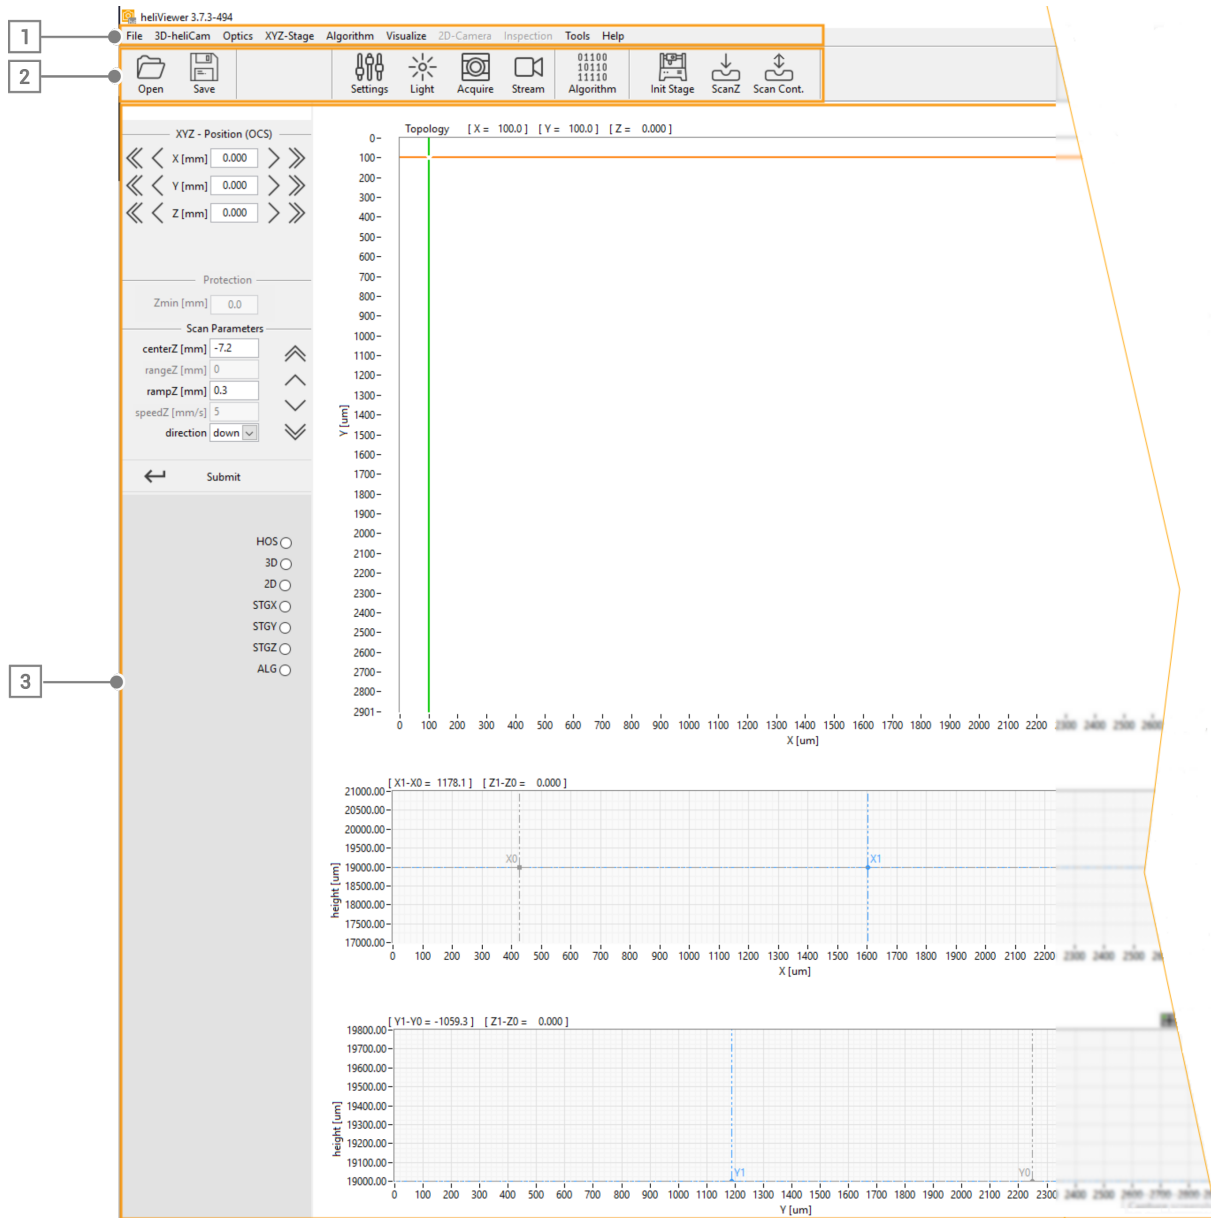 heliViewer 3.7.3-494
1
File 3D-heliCam Optics XYZ-Stage Algorithm Visualize 2D-Camera Inspection Tools Help
2
01100
10110
11110
Open Save Settings Light Acquire Stream Algorithm Init Stage ScanZ Scan Cont.
XYZ - Position (OCS)
X [mm] 0.000
Y [mm] 0.000
Z [mm] 0.000
Protection
Zmin [mm] 0.0
Scan Parameters
centerZ [mm] -7.2
rangeZ [mm] 0
rampZ [mm] 0.3
speedZ [mm/s] 5
direction down
Submit
HOS
3D
2D
STGX
STGY
STGZ
ALG
3
Topology [ X = 100.0 ] [ Y = 100.0 ] [ Z = 0.000 ]
0
100
200
300
400
500
600
700
800
900
1000
1100
1200
1300
1400
1500
1600
1700
1800
1900
2000
2100
2200
2300
2400
2500
2600
2700
2800
2901
Y [um]
0 100 200 300 400 500 600 700 800 900 1000 1100 1200 1300 1400 1500 1600 1700 1800 1900 2000 2100 2200 2300 2400 2500 2600
X [um]
[ X1-X0 = 1178.1 ] [ Z1-Z0 = 0.000 ]
21000.00
20500.00
20000.00
19500.00
19000.00
18500.00
18000.00
17500.00
17000.00
height [um]
X0 X1
0 100 200 300 400 500 600 700 800 900 1000 1100 1200 1300 1400 1500 1600 1700 1800 1900 2000 2100 2200 2300 2400 2500
X [um]
[ Y1-Y0 = -1059.3 ] [ Z1-Z0 = 0.000 ]
19800.00
19700.00
19600.00
19500.00
19400.00
19300.00
19200.00
19100.00
19000.00
height [um]
Y1 Y0
0 100 200 300 400 500 600 700 800 900 1000 1100 1200 1300 1400 1500 1600 1700 1800 1900 2000 2100 2200 2300 2400 2500 2600 2700 2800
Y [um]